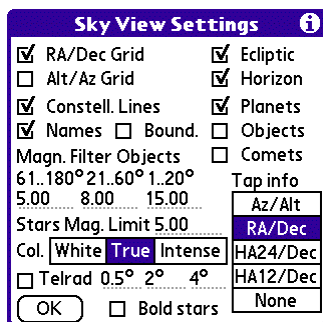 Sky View Settings i
RA/Dec Grid Ecliptic
Alt/Az Grid Horizon
Constell. Lines Planets
Names Bound. Objects
Magn. Filter Objects Comets
61..180° 21..60° 1..20° Tap info
5.00 8.00 15.00 Az/Alt
Stars Mag. Limit 5.00 RA/Dec
Col. White True Intense HA24/Dec
Telrad 0.5° 2° 4° HA12/Dec
OK Bold stars None